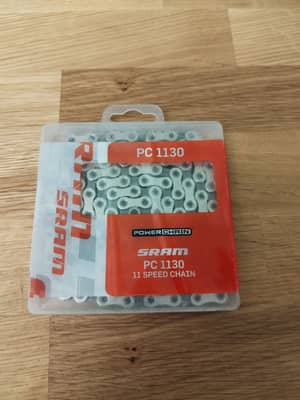 PC 1130
SRAM
POWERCHAIN
SRAM
PC 1130
11 SPEED CHAIN